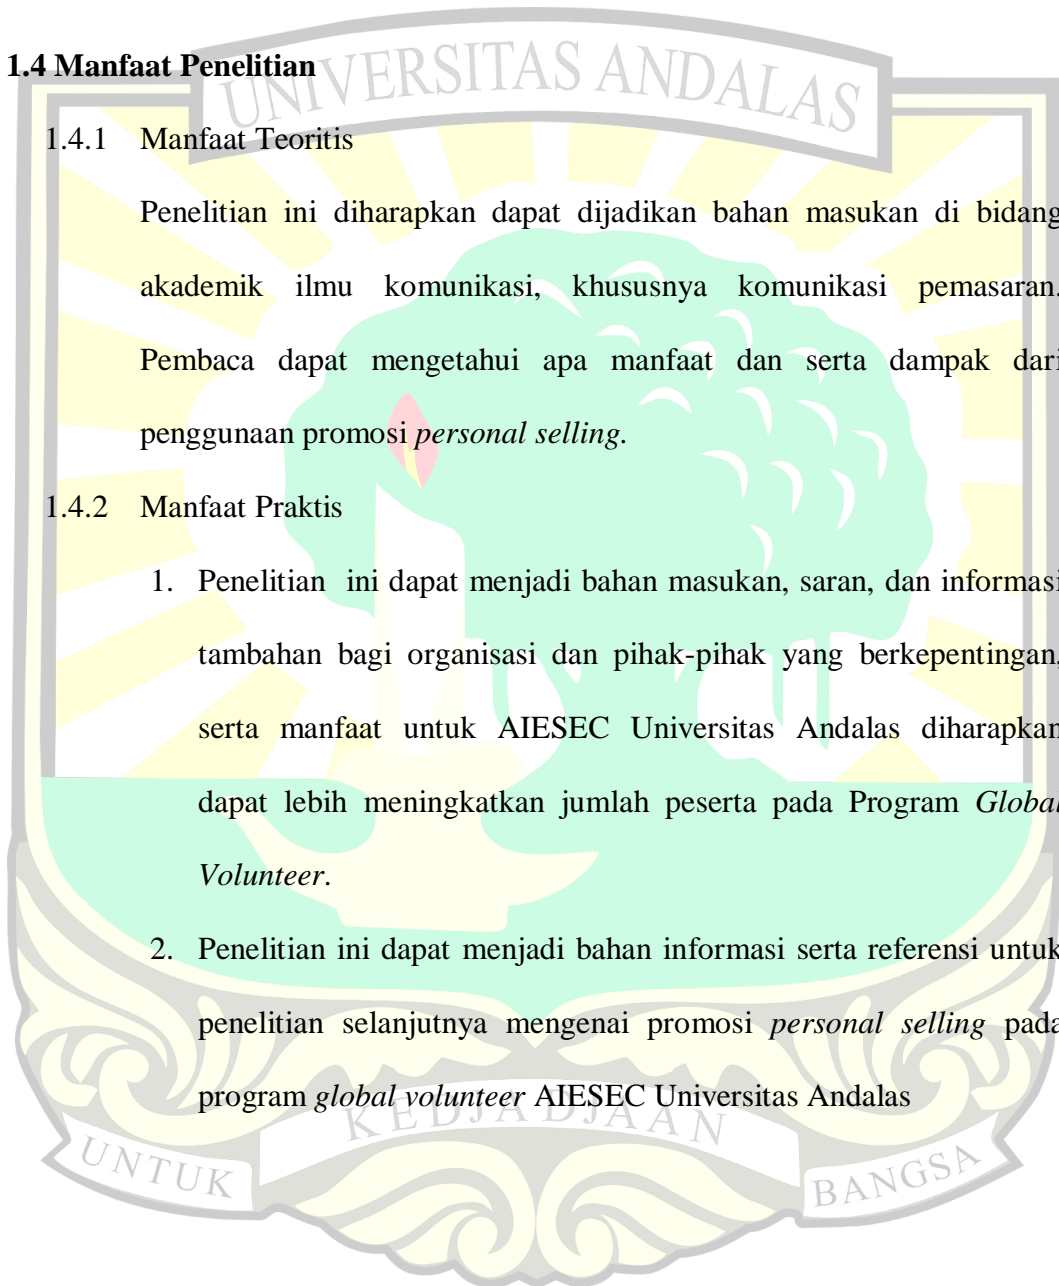 UNIVERSITAS ANDALAS
1.4 Manfaat Penelitian
1.4.1 Manfaat Teoritis
Penelitian ini diharapkan dapat dijadikan bahan masukan di bidang
akademik ilmu komunikasi, khususnya komunikasi pemasaran.
Pembaca dapat mengetahui apa manfaat dan serta dampak dari
penggunaan promosi personal selling.
1.4.2 Manfaat Praktis
1. Penelitian ini dapat menjadi bahan masukan, saran, dan informasi
tambahan bagi organisasi dan pihak-pihak yang berkepentingan,
serta manfaat untuk AIESEC Universitas Andalas diharapkan
dapat lebih meningkatkan jumlah peserta pada Program Global
Volunteer.
2. Penelitian ini dapat menjadi bahan informasi serta referensi untuk
penelitian selanjutnya mengenai promosi personal selling pada
program global volunteer AIESEC Universitas Andalas
UNTUK KEDJADJAAN BANGSA